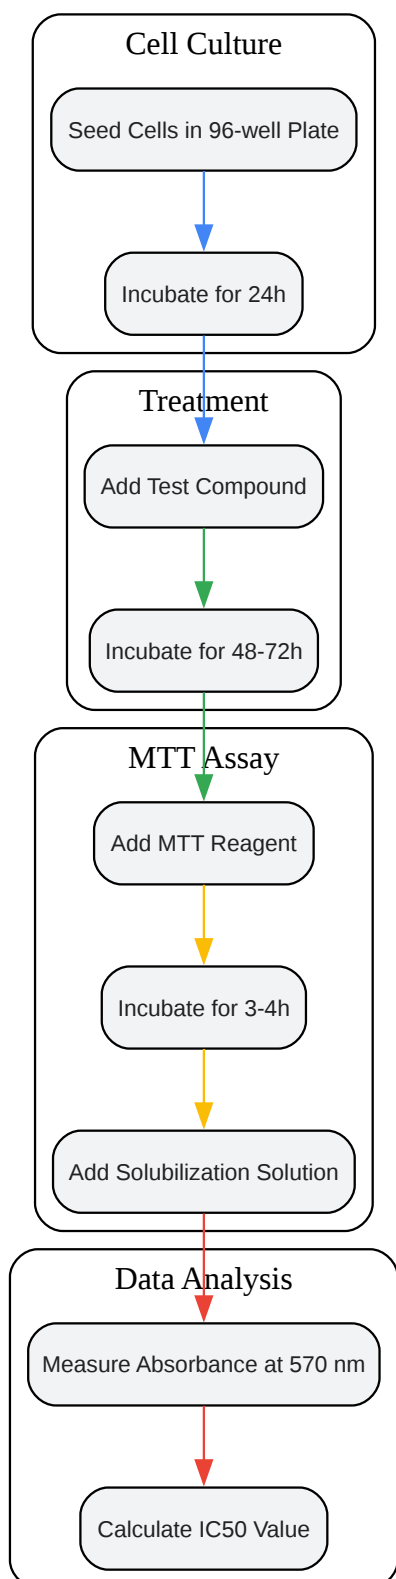 Cell Culture
Seed Cells in 96-well Plate
Incubate for 24h
Treatment
Add Test Compound
Incubate for 48-72h
MTT Assay
Add MTT Reagent
Incubate for 3-4h
Add Solubilization Solution
Data Analysis
Measure Absorbance at 570 nm
Calculate IC50 Value